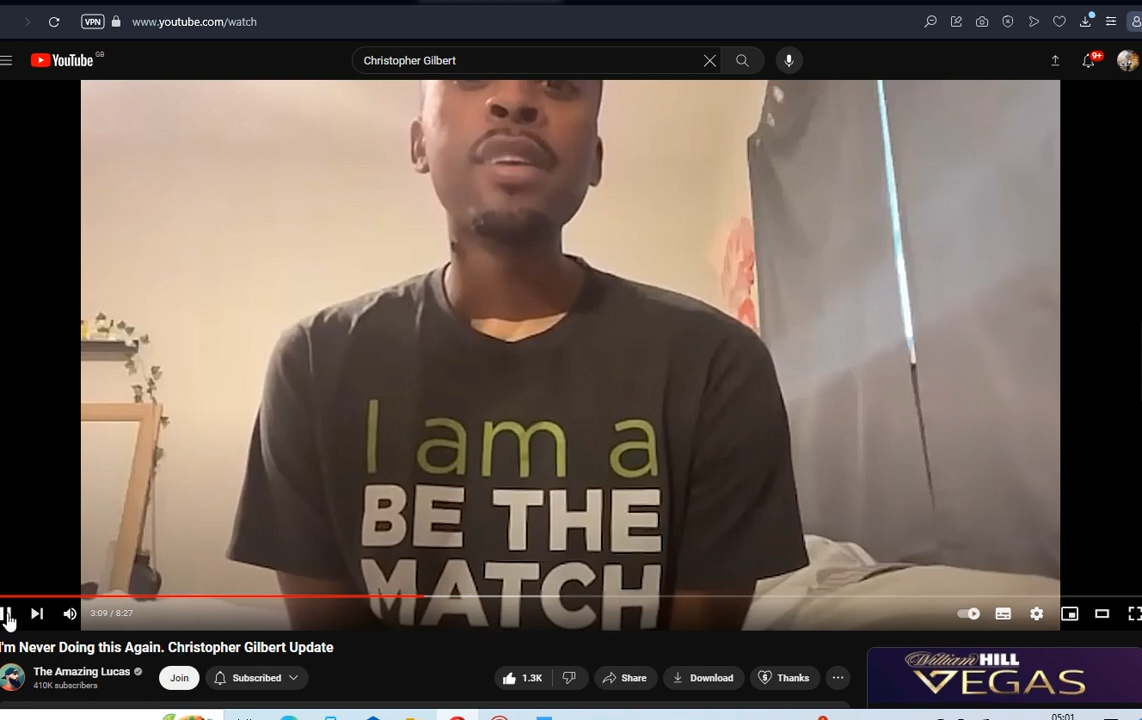 VPN www.youtube.com/watch
YouTube GB
Christopher Gilbert
9+
I am a
BE THE
MATCH
3:09 / 8:27
I'm Never Doing this Again. Christopher Gilbert Update
The Amazing Lucas
410K subscribers
Join
Subscribed
1.3K
Share
Download
Thanks
William HILL
VEGAS
05:01